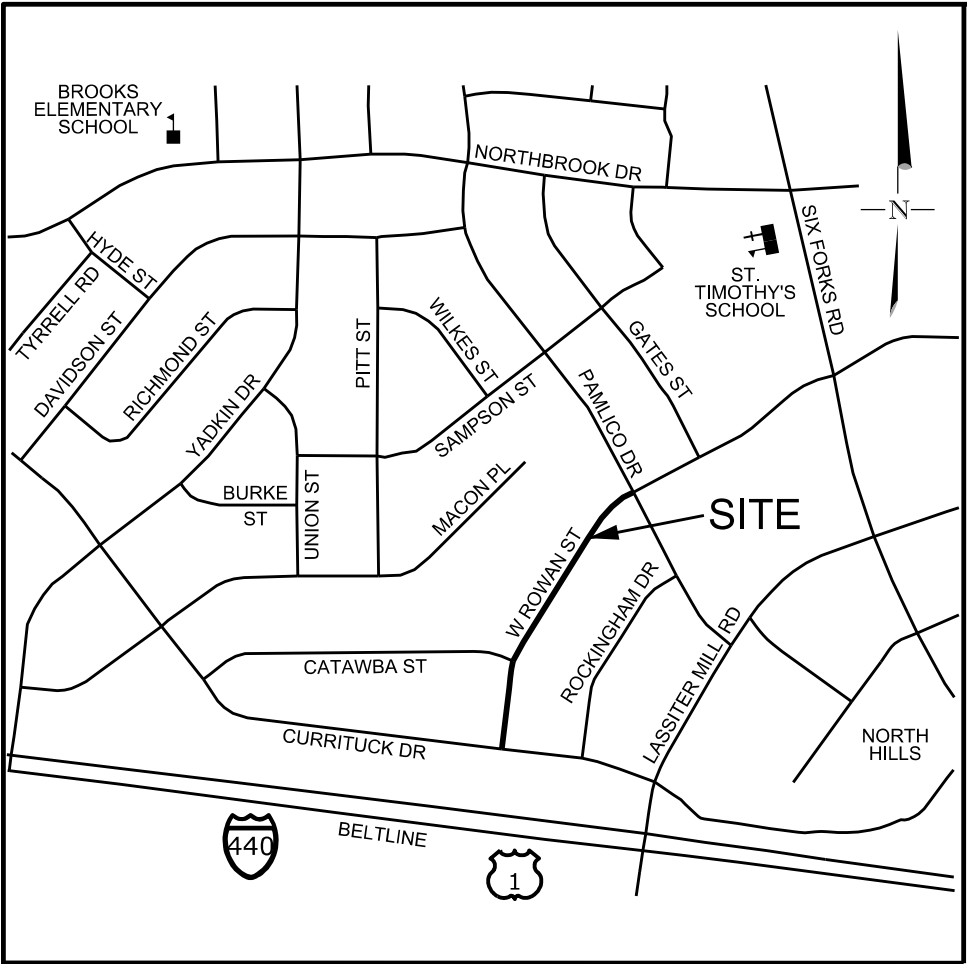 BROOKS
ELEMENTARY
SCHOOL
NORTHBROOK DR
N
SIX FORKS RD
HYDE ST
TYRRELL RD
ST.
TIMOTHY'S
SCHOOL
DAVIDSON ST
RICHMOND ST
WILKES ST
PITT ST
GATES ST
YADKIN DR
SAMPSON ST
PAMLICO DR
BURKE
ST
UNION ST
MACON PL
SITE
W ROWAN ST
ROCKINGHAM DR
LASSITER MILL RD
CATAWBA ST
CURRITUCK DR
NORTH
HILLS
BELTLINE
440
1